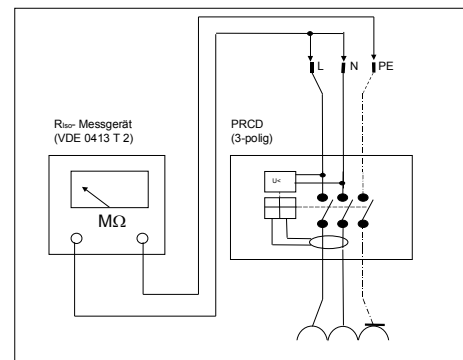 L N PE
RIso- Messgerät
(VDE 0413 T 2)
PRCD
(3-polig)
U<
MΩ